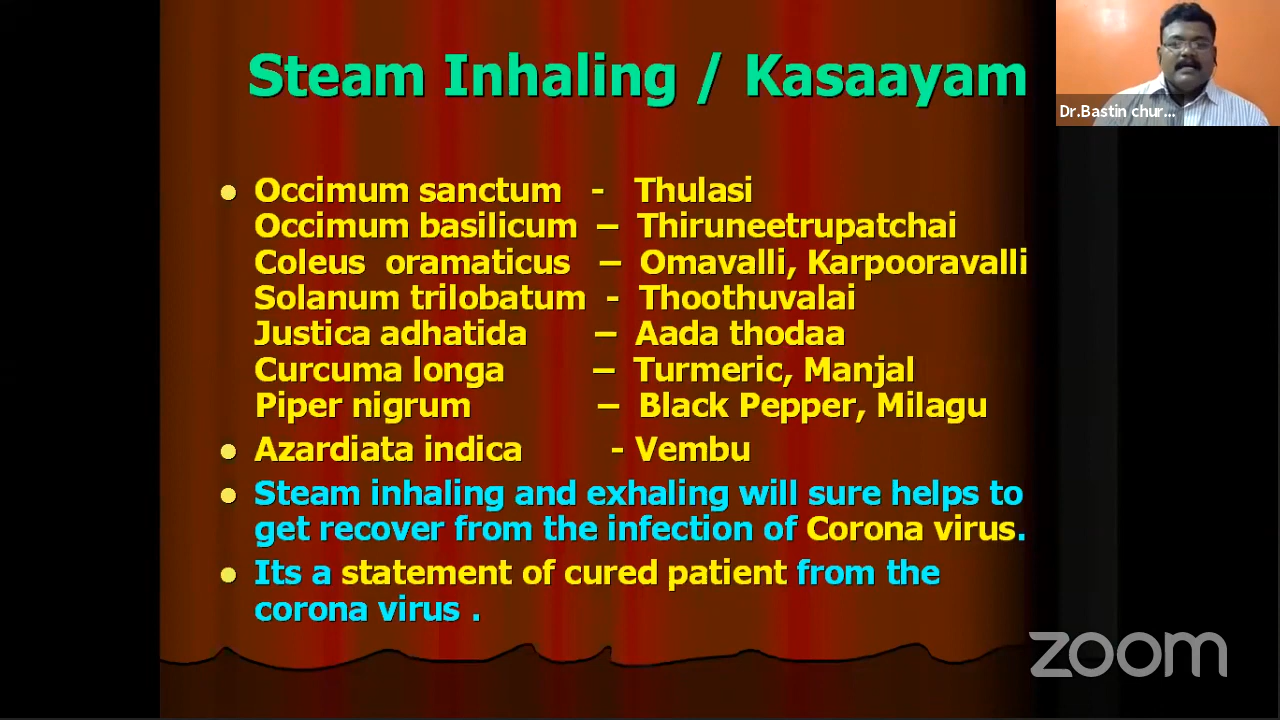 Steam Inhaling / Kasaayam
Dr.Bastin chur...
Occimum sanctum - Thulasi
Occimum basilicum – Thiruneetrupatchai
Coleus oramaticus – Omavalli, Karpooravalli
Solanum trilobatum - Thoothuvalai
Justica adhatida – Aada thodaa
Curcuma longa – Turmeric, Manjal
Piper nigrum – Black Pepper, Milagu
Azardiata indica - Vembu
Steam inhaling and exhaling will sure helps to
get recover from the infection of Corona virus.
Its a statement of cured patient from the
corona virus .
zoom